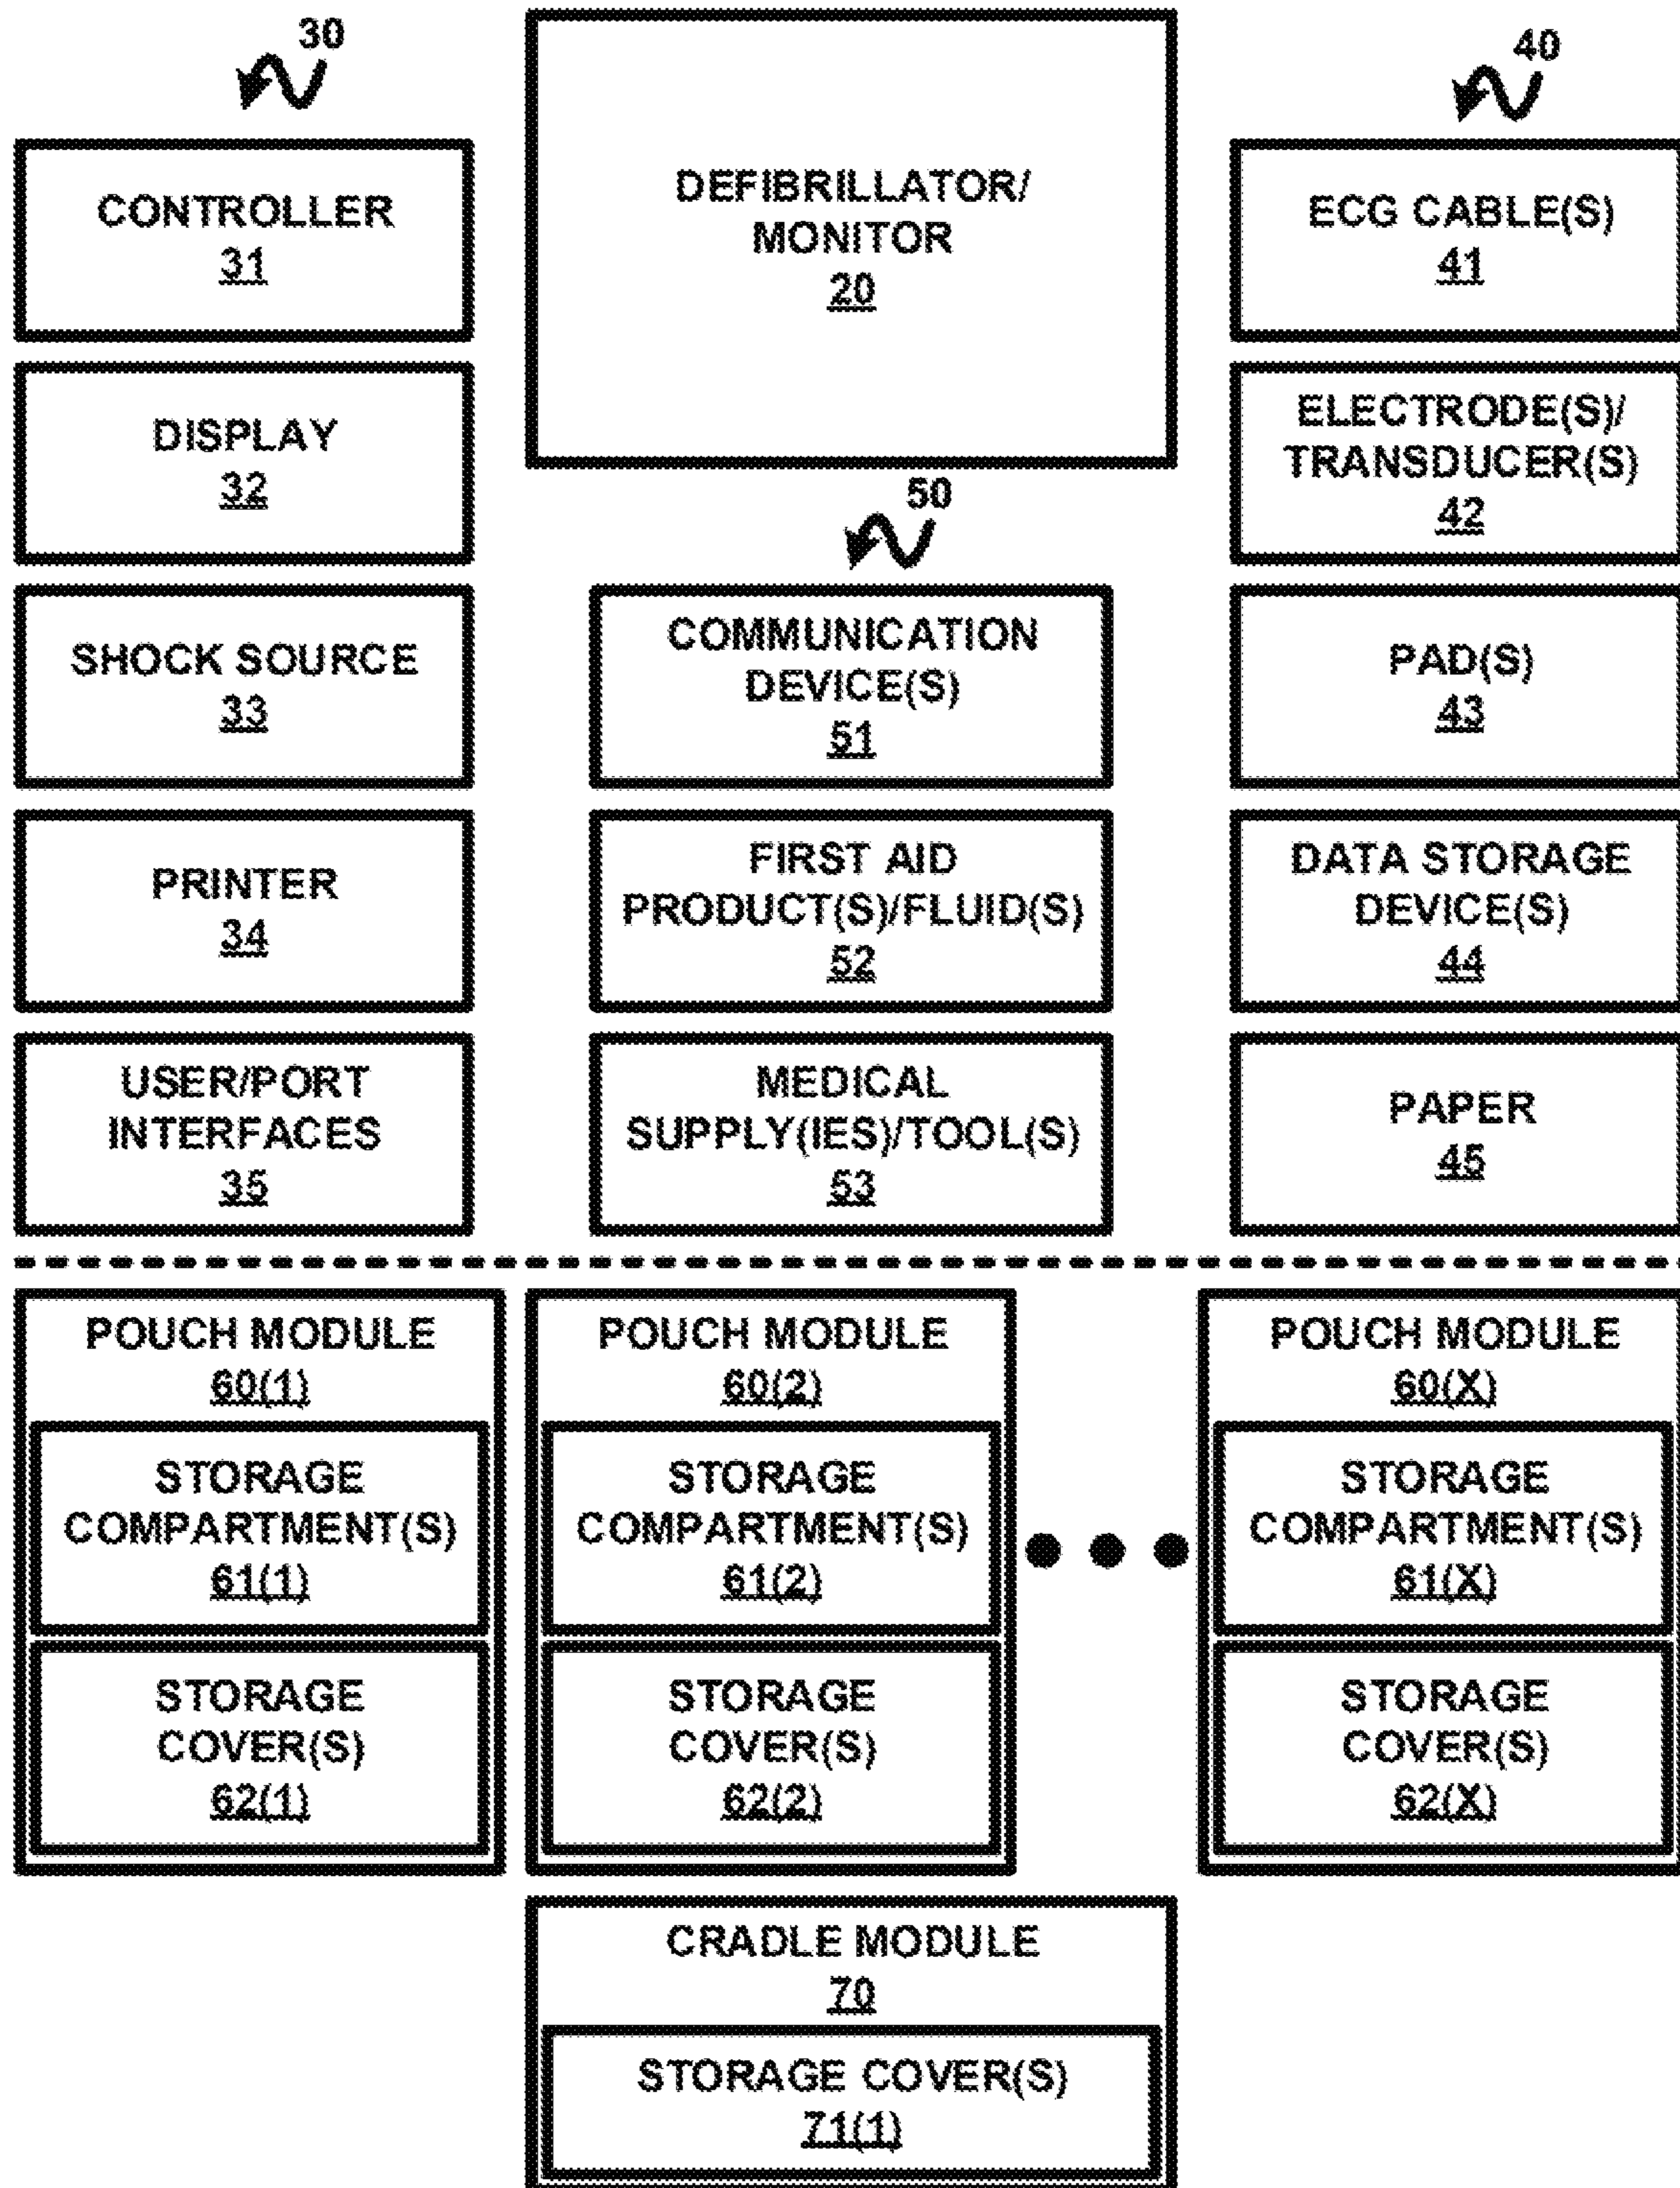 30
CONTROLLER
31
DISPLAY
32
SHOCK SOURCE
33
PRINTER
34
USER/PORT
INTERFACES
35
DEFIBRILLATOR/
MONITOR
20
50
COMMUNICATION
DEVICE(S)
51
FIRST AID
PRODUCT(S)/FLUID(S)
52
MEDICAL
SUPPLY(IES)/TOOL(S)
53
40
ECG CABLE(S)
41
ELECTRODE(S)/
TRANSDUCER(S)
42
PAD(S)
43
DATA STORAGE
DEVICE(S)
44
PAPER
45
POUCH MODULE
60(1)
STORAGE
COMPARTMENT(S)
61(1)
STORAGE
COVER(S)
62(1)
POUCH MODULE
60(2)
STORAGE
COMPARTMENT(S)
61(2)
STORAGE
COVER(S)
62(2)
POUCH MODULE
60(X)
STORAGE
COMPARTMENT(S)
61(X)
STORAGE
COVER(S)
62(X)
CRADLE MODULE
70
STORAGE COVER(S)
71(1)